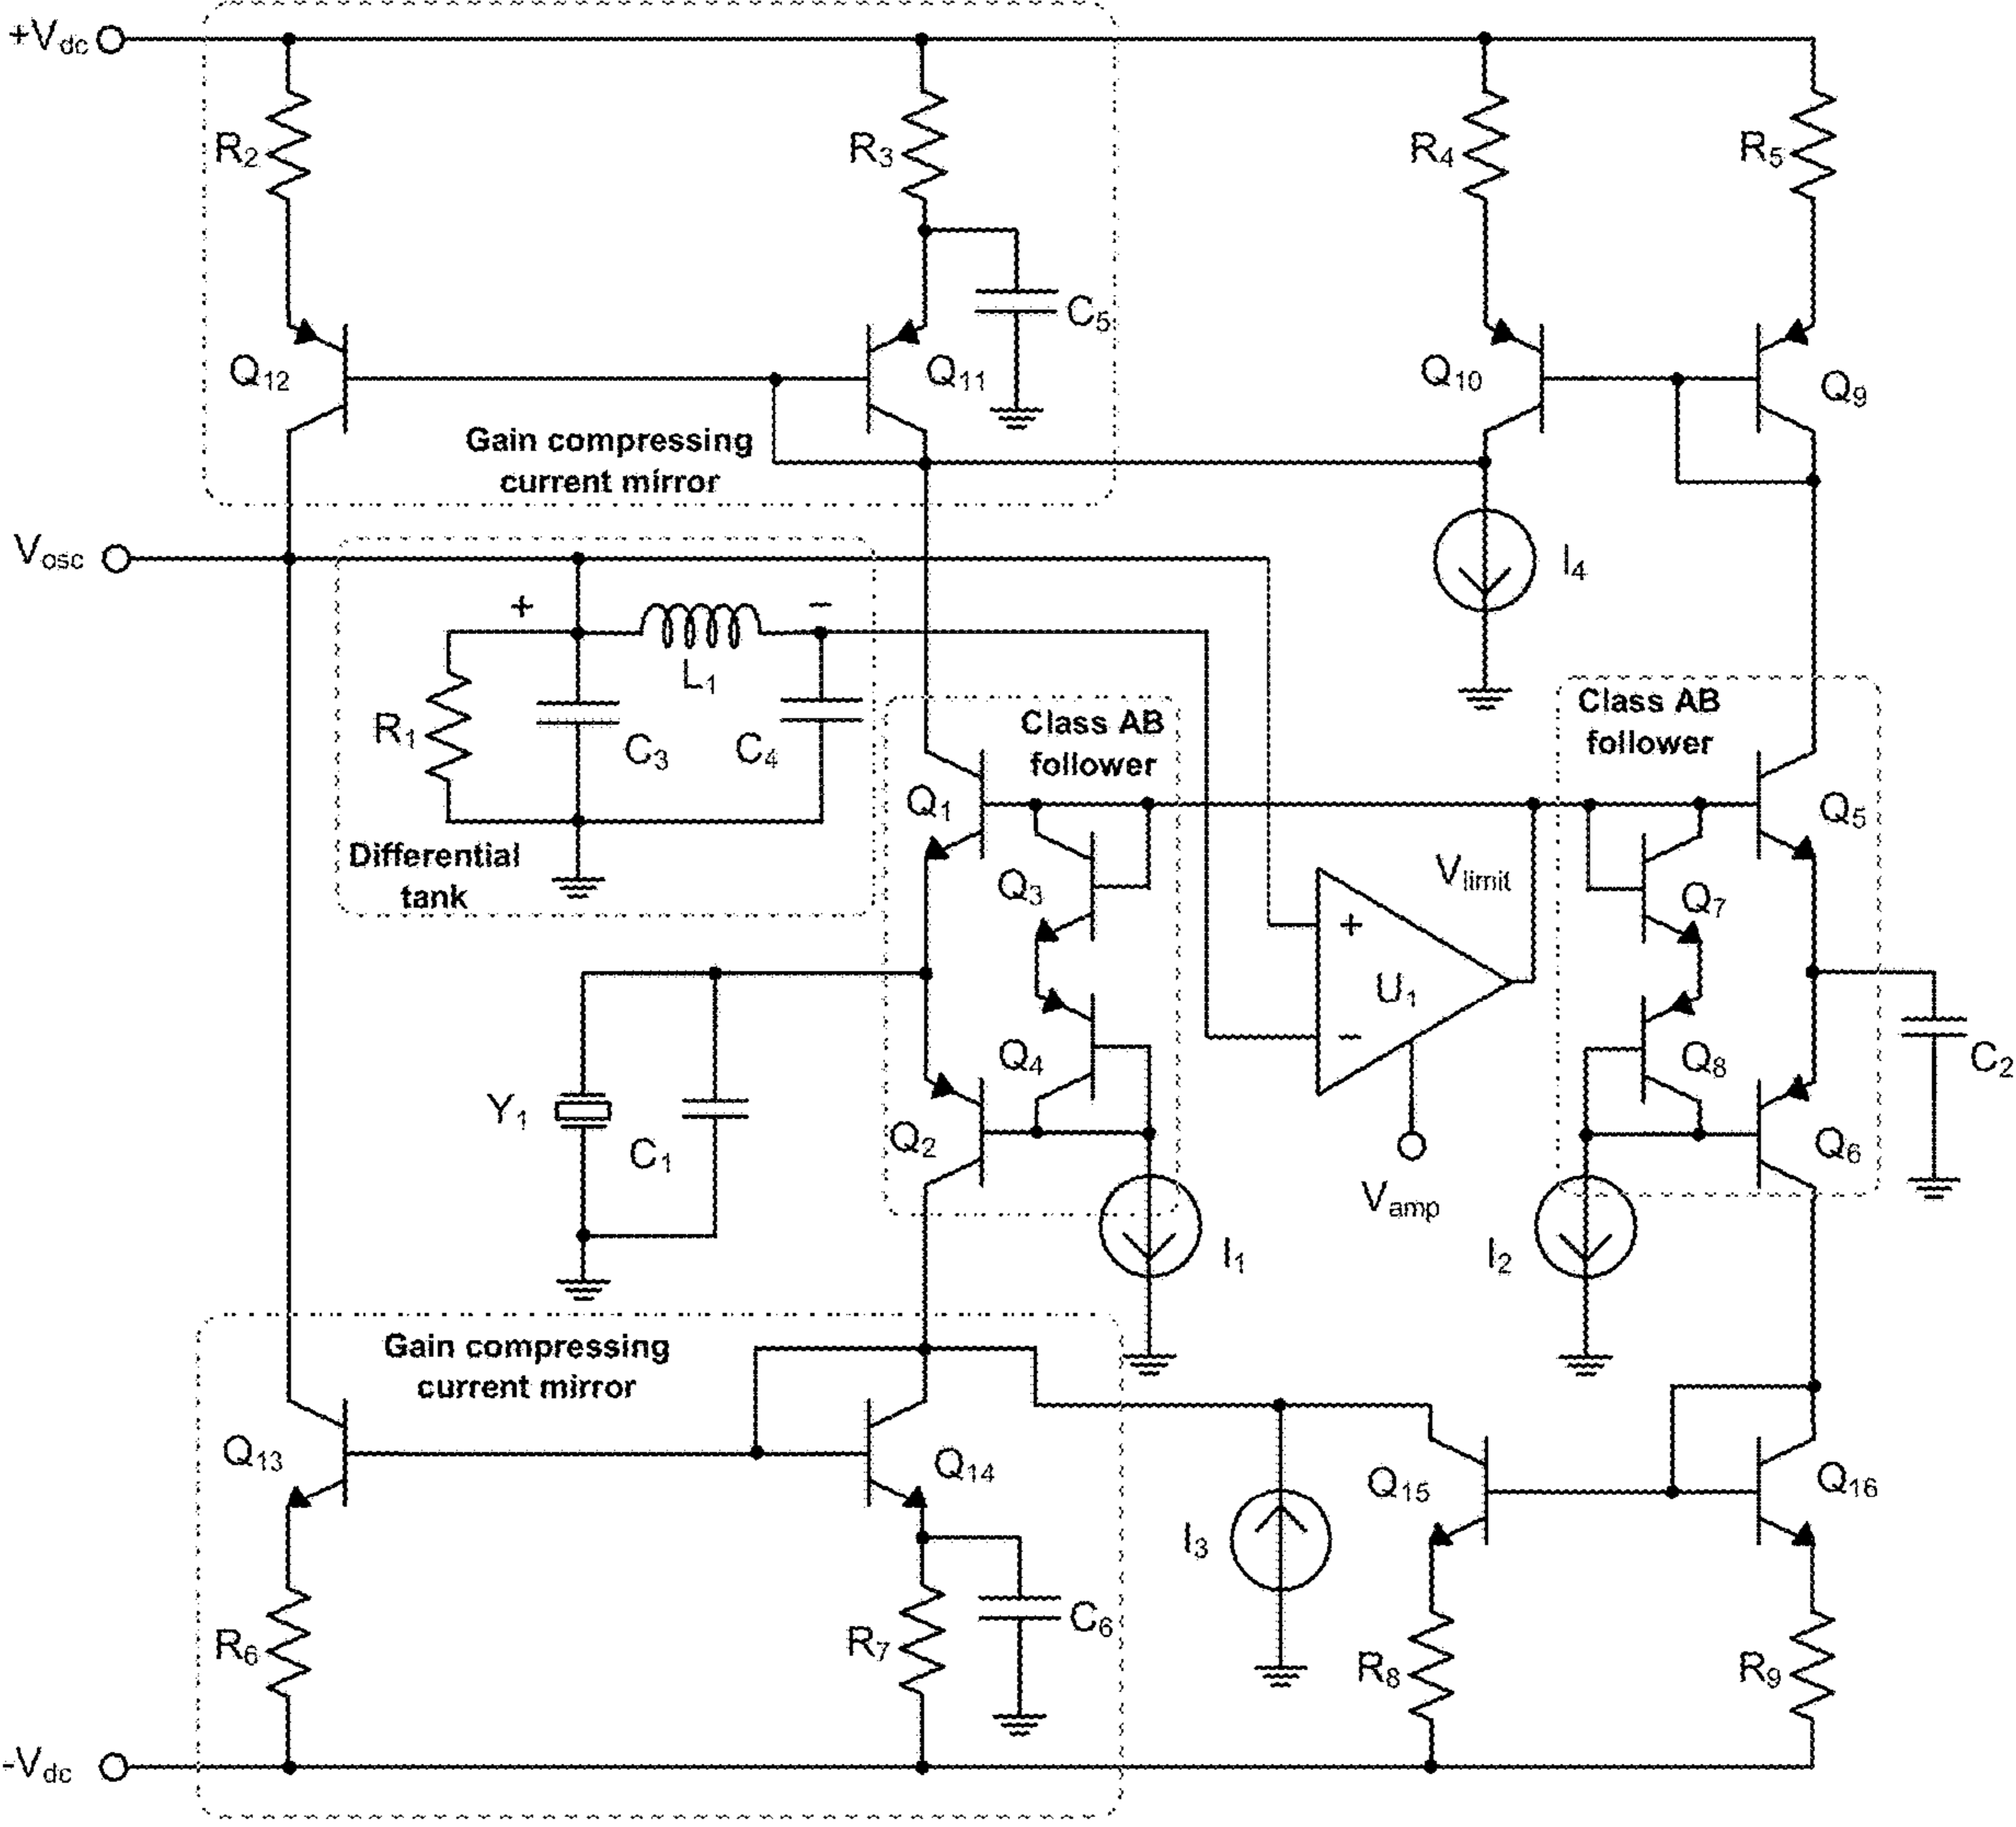 +Vdc
R2
R3
R4
R5
C5
Q12
Q11
Q10
Q9
Gain compressing
current mirror
Vosc
I4
+
−
L1
R1
C3
C4
Class AB
follower
Class AB
follower
Q1
Q5
Differential
tank
Q3
Vlimit
Q7
+
U1
−
Y1
C1
Q4
Q8
C2
Q2
Q6
Vamp
I1
I2
Gain compressing
current mirror
Q13
Q14
Q15
Q16
I3
R6
R7
C6
R8
R9
-Vdc